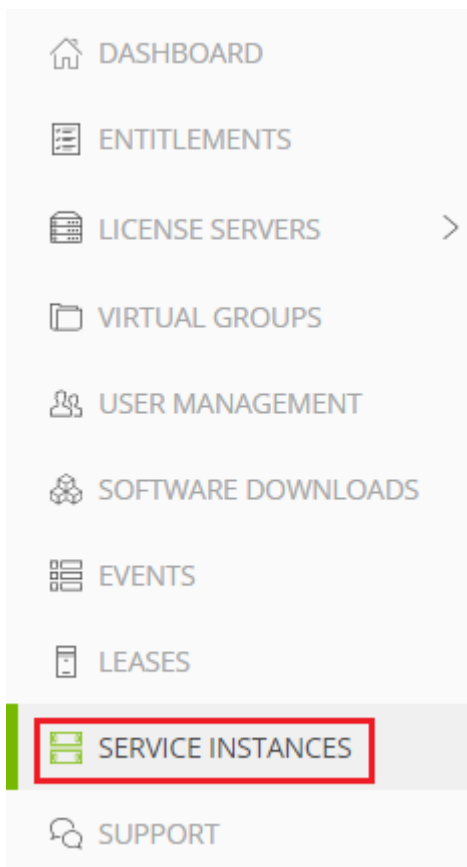 DASHBOARD
ENTITLEMENTS
LICENSE SERVERS
VIRTUAL GROUPS
USER MANAGEMENT
SOFTWARE DOWNLOADS
EVENTS
LEASES
SERVICE INSTANCES
SUPPORT